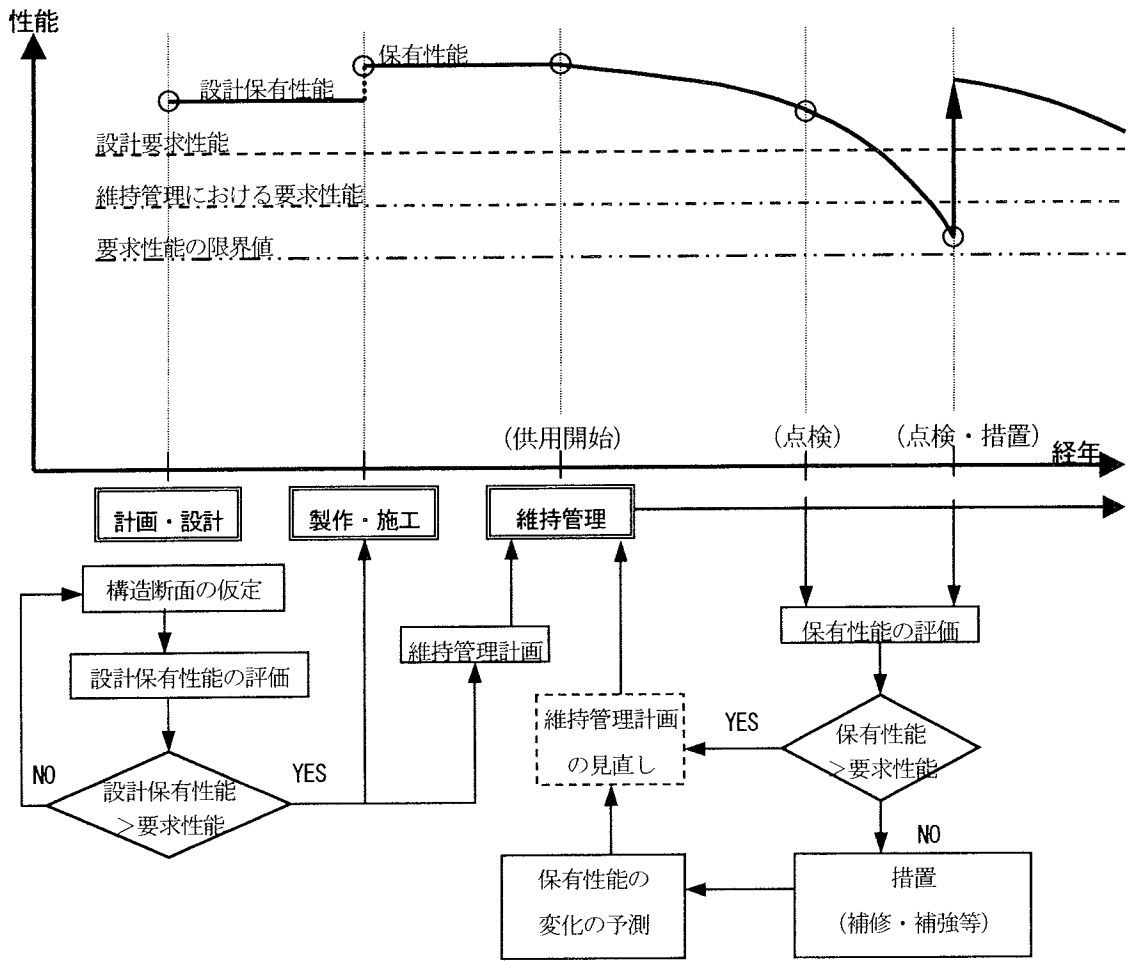 性能
保有性能
設計保有性能
設計要求性能
維持管理における要求性能
要求性能の限界値
(供用開始)
(点検)
(点検・措置)
経年
計画・設計
製作・施工
維持管理
構造断面の仮定
設計保有性能の評価
設計保有性能
＞要求性能
NO
YES
維持管理計画
維持管理計画
の見直し
保有性能の評価
保有性能
＞要求性能
YES
NO
措置
(補修・補強等)
保有性能の
変化の予測